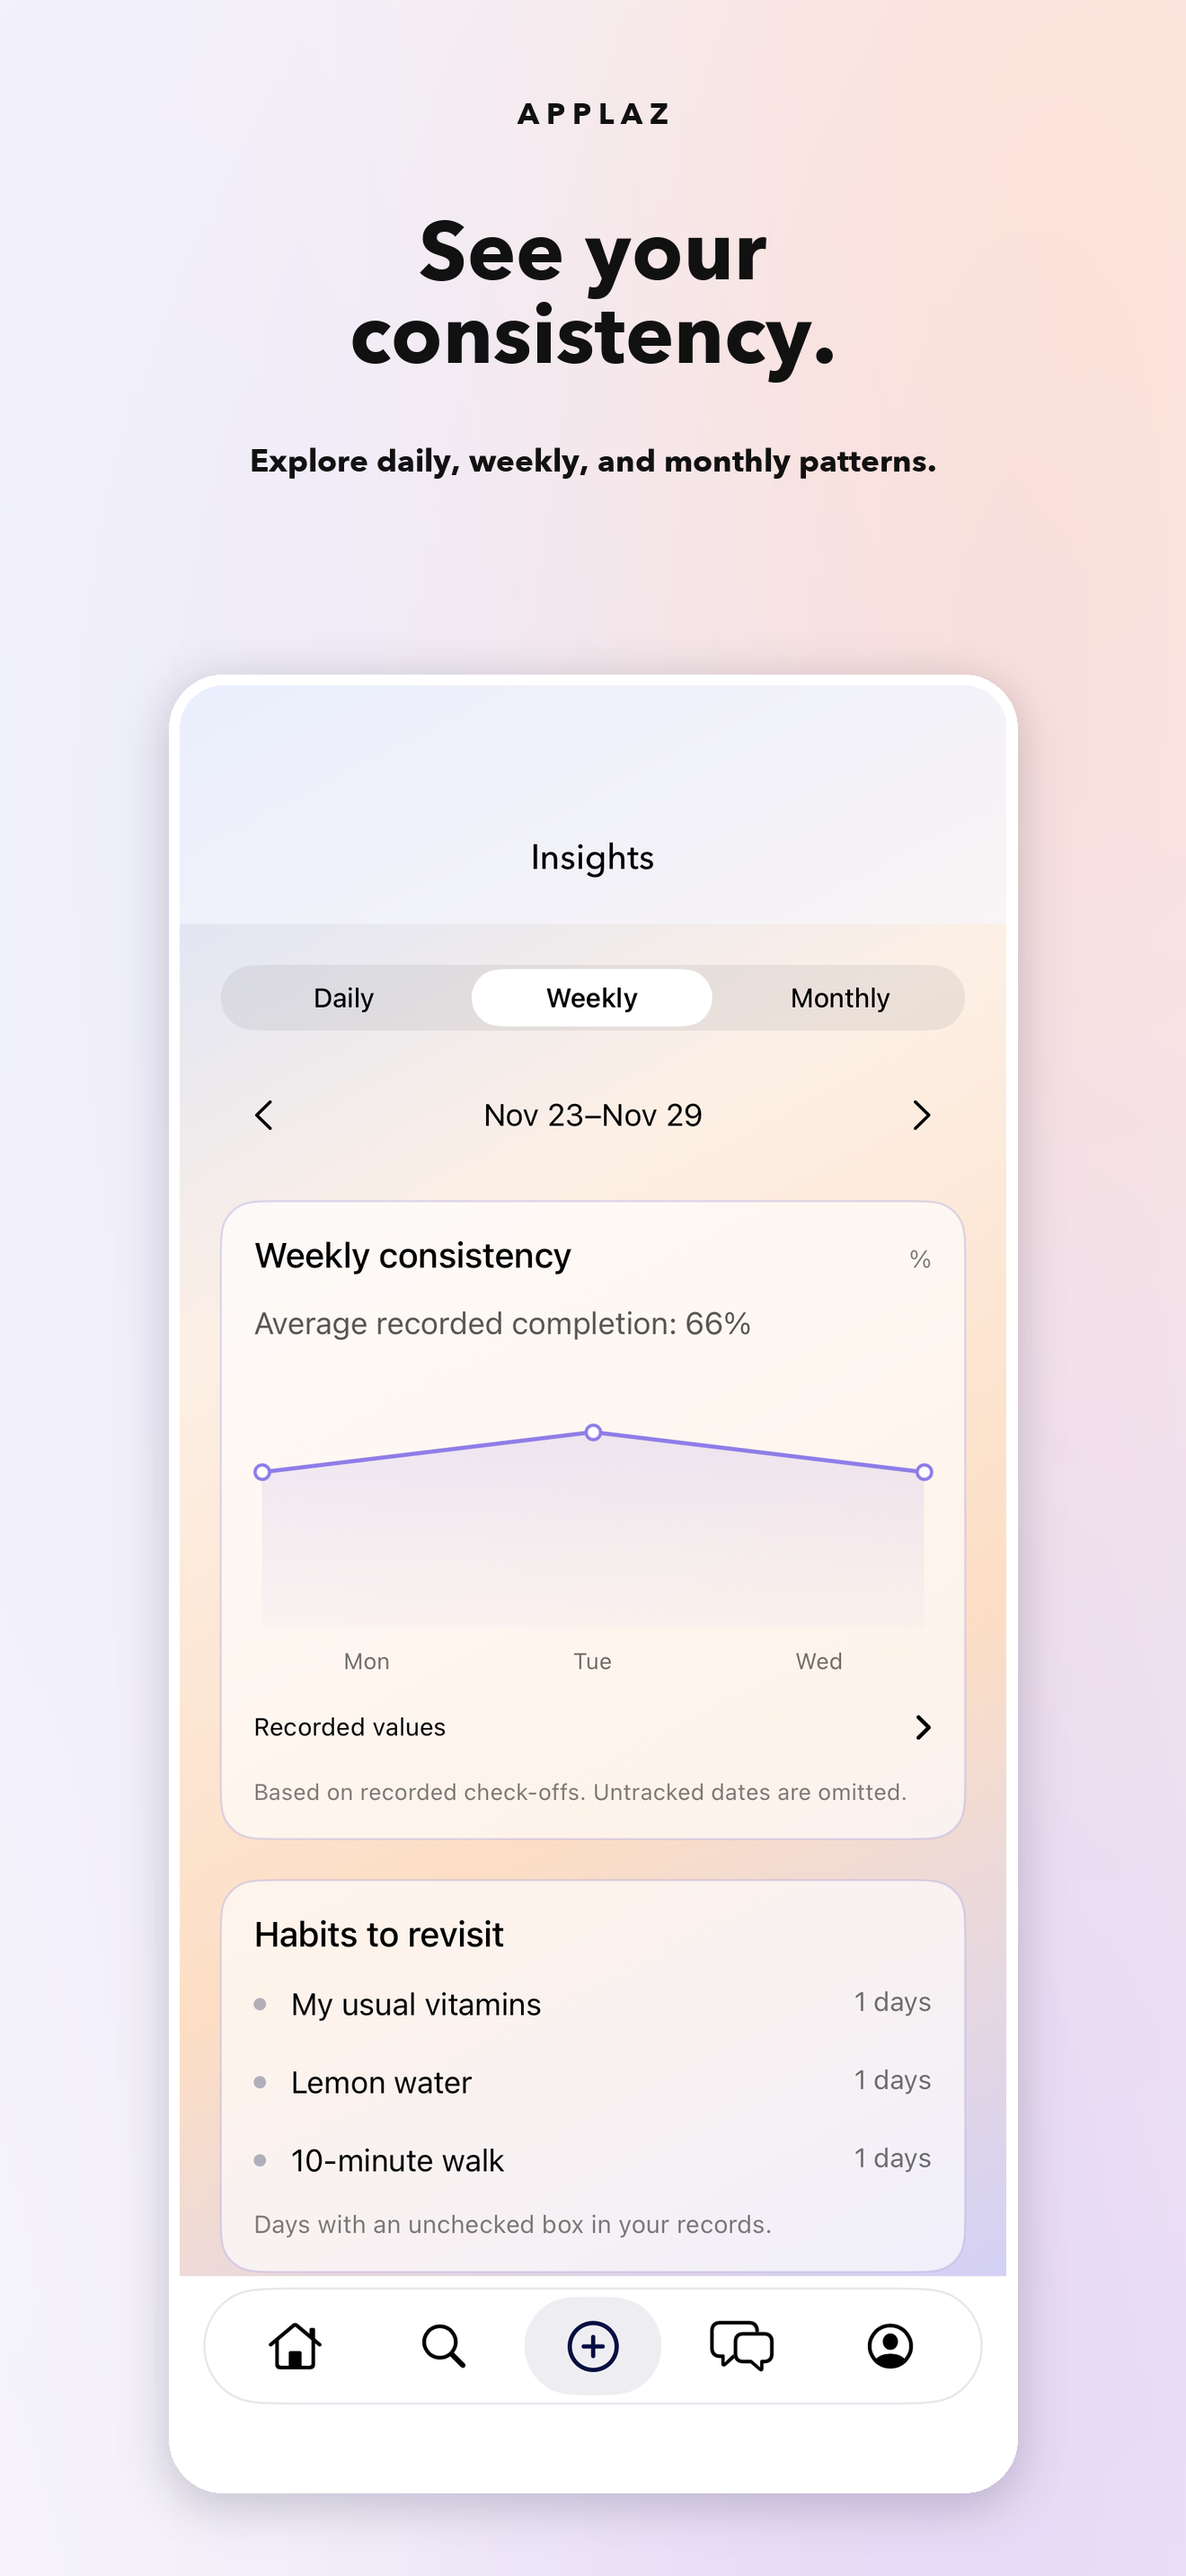 APPLAZ
See your
consistency.
Explore daily, weekly, and monthly patterns.
Insights
Daily Weekly Monthly
Nov 23–Nov 29
Weekly consistency %
Average recorded completion: 66%
Mon Tue Wed
Recorded values
Based on recorded check-offs. Untracked dates are omitted.
Habits to revisit
My usual vitamins 1 days
Lemon water 1 days
10-minute walk 1 days
Days with an unchecked box in your records.